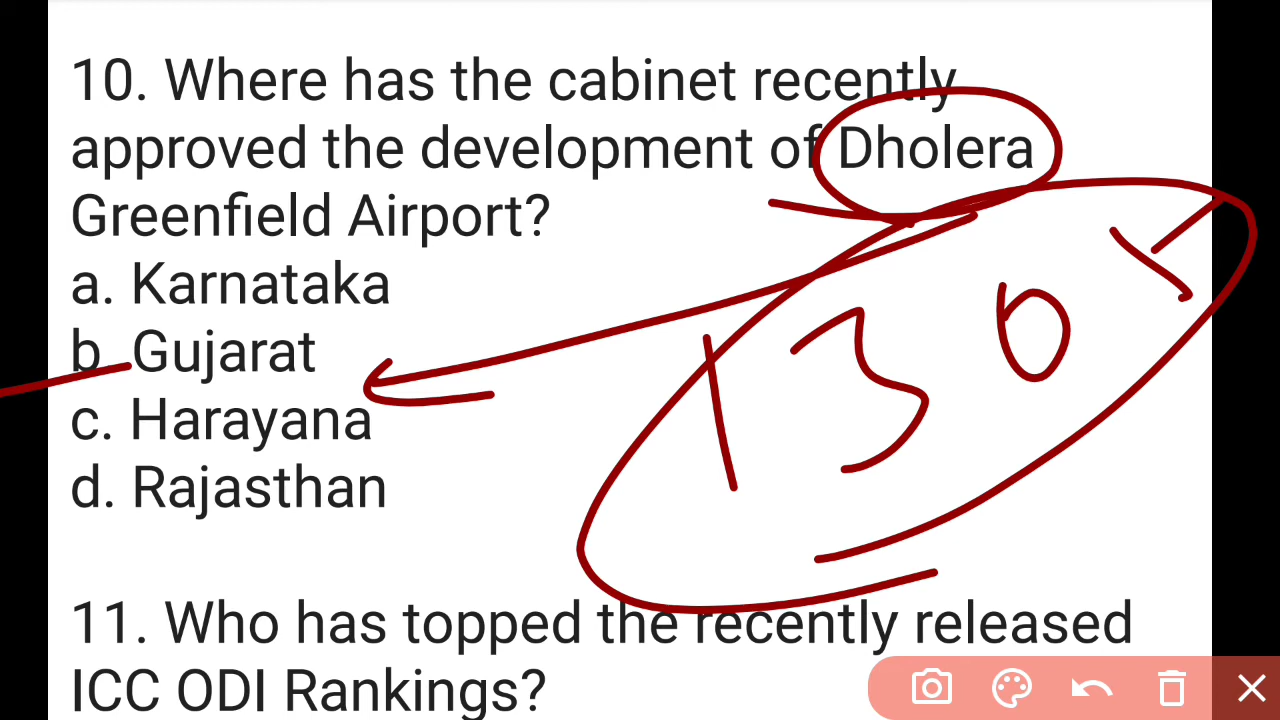 10. Where has the cabinet recently
approved the development of Dholera
Greenfield Airport?
a. Karnataka
b. Gujarat
c. Harayana
d. Rajasthan
130
11. Who has topped the recently released
ICC ODI Rankings?